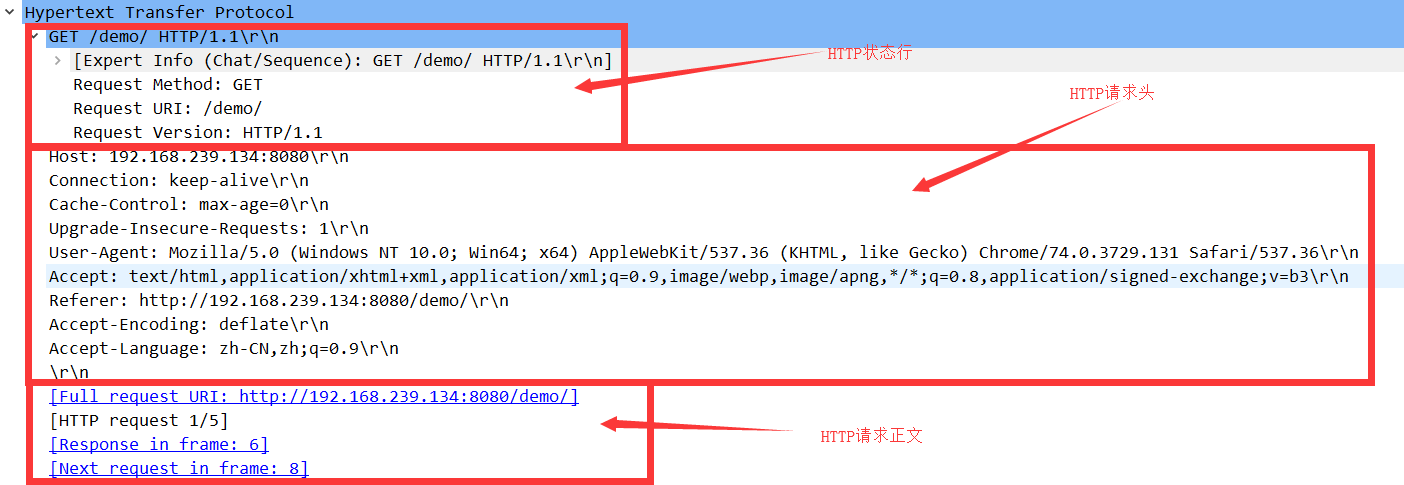 Hypertext Transfer Protocol
GET /demo/ HTTP/1.1\r\n
[Expert Info (Chat/Sequence): GET /demo/ HTTP/1.1\r\n]
HTTP状态行
Request Method: GET
HTTP请求头
Request URI: /demo/
Request Version: HTTP/1.1
Host: 192.168.239.134:8080\r\n
Connection: keep-alive\r\n
Cache-Control: max-age=0\r\n
Upgrade-Insecure-Requests: 1\r\n
User-Agent: Mozilla/5.0 (Windows NT 10.0; Win64; x64) AppleWebKit/537.36 (KHTML, like Gecko) Chrome/74.0.3729.131 Safari/537.36\r\n
Accept: text/html,application/xhtml+xml,application/xml;q=0.9,image/webp,image/apng,*/*;q=0.8,application/signed-exchange;v=b3\r\n
Referer: http://192.168.239.134:8080/demo/\r\n
Accept-Encoding: deflate\r\n
Accept-Language: zh-CN,zh;q=0.9\r\n
\r\n
[Full request URI: http://192.168.239.134:8080/demo/]
[HTTP request 1/5]
HTTP请求正文
[Response in frame: 6]
[Next request in frame: 8]